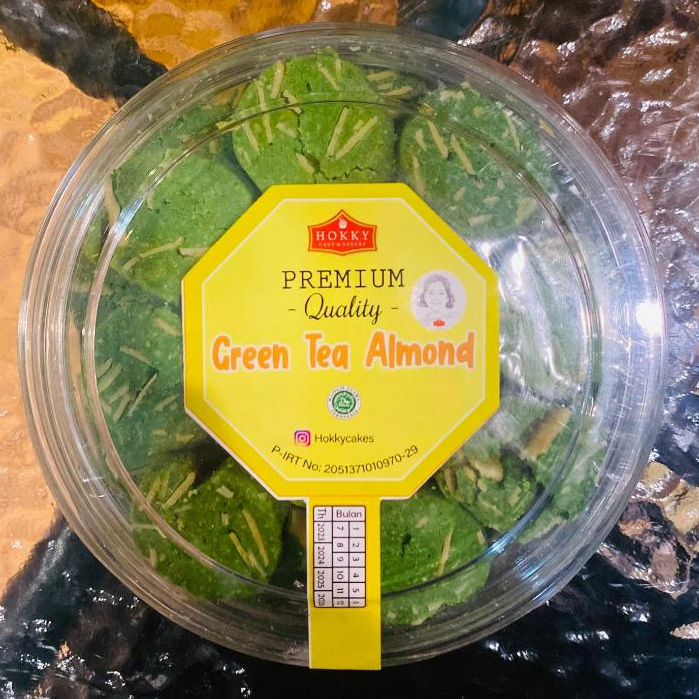 HOKKY
PREMIUM
- Quality -
Green Tea Almond
Hokkycakes
P-IRT No: 2051371010970-29
Bulan
1 2 3 4 5
7 8 9 10 11
Th 2023 2024 2025